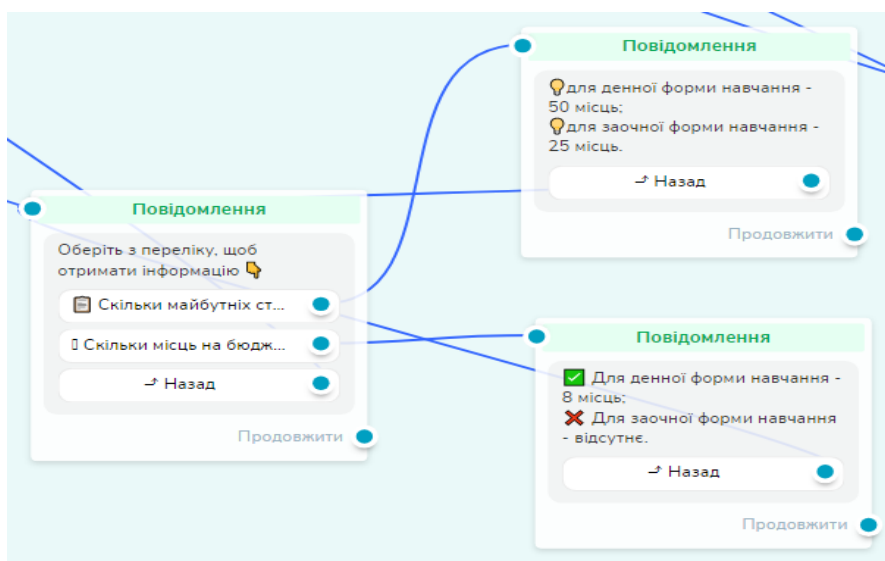 Повідомлення
💡для денної форми навчання -
50 місць;
💡для заочної форми навчання -
25 місць.
⤴ Назад
Продовжити
Повідомлення
Оберіть з переліку, щоб
отримати інформацію 👇
📋 Скільки майбутніх ст...
▯ Скільки місць на бюдж...
⤴ Назад
Продовжити
Повідомлення
✅ Для денної форми навчання -
8 місць;
❌ Для заочної форми навчання
- відсутнє.
⤴ Назад
Продовжити